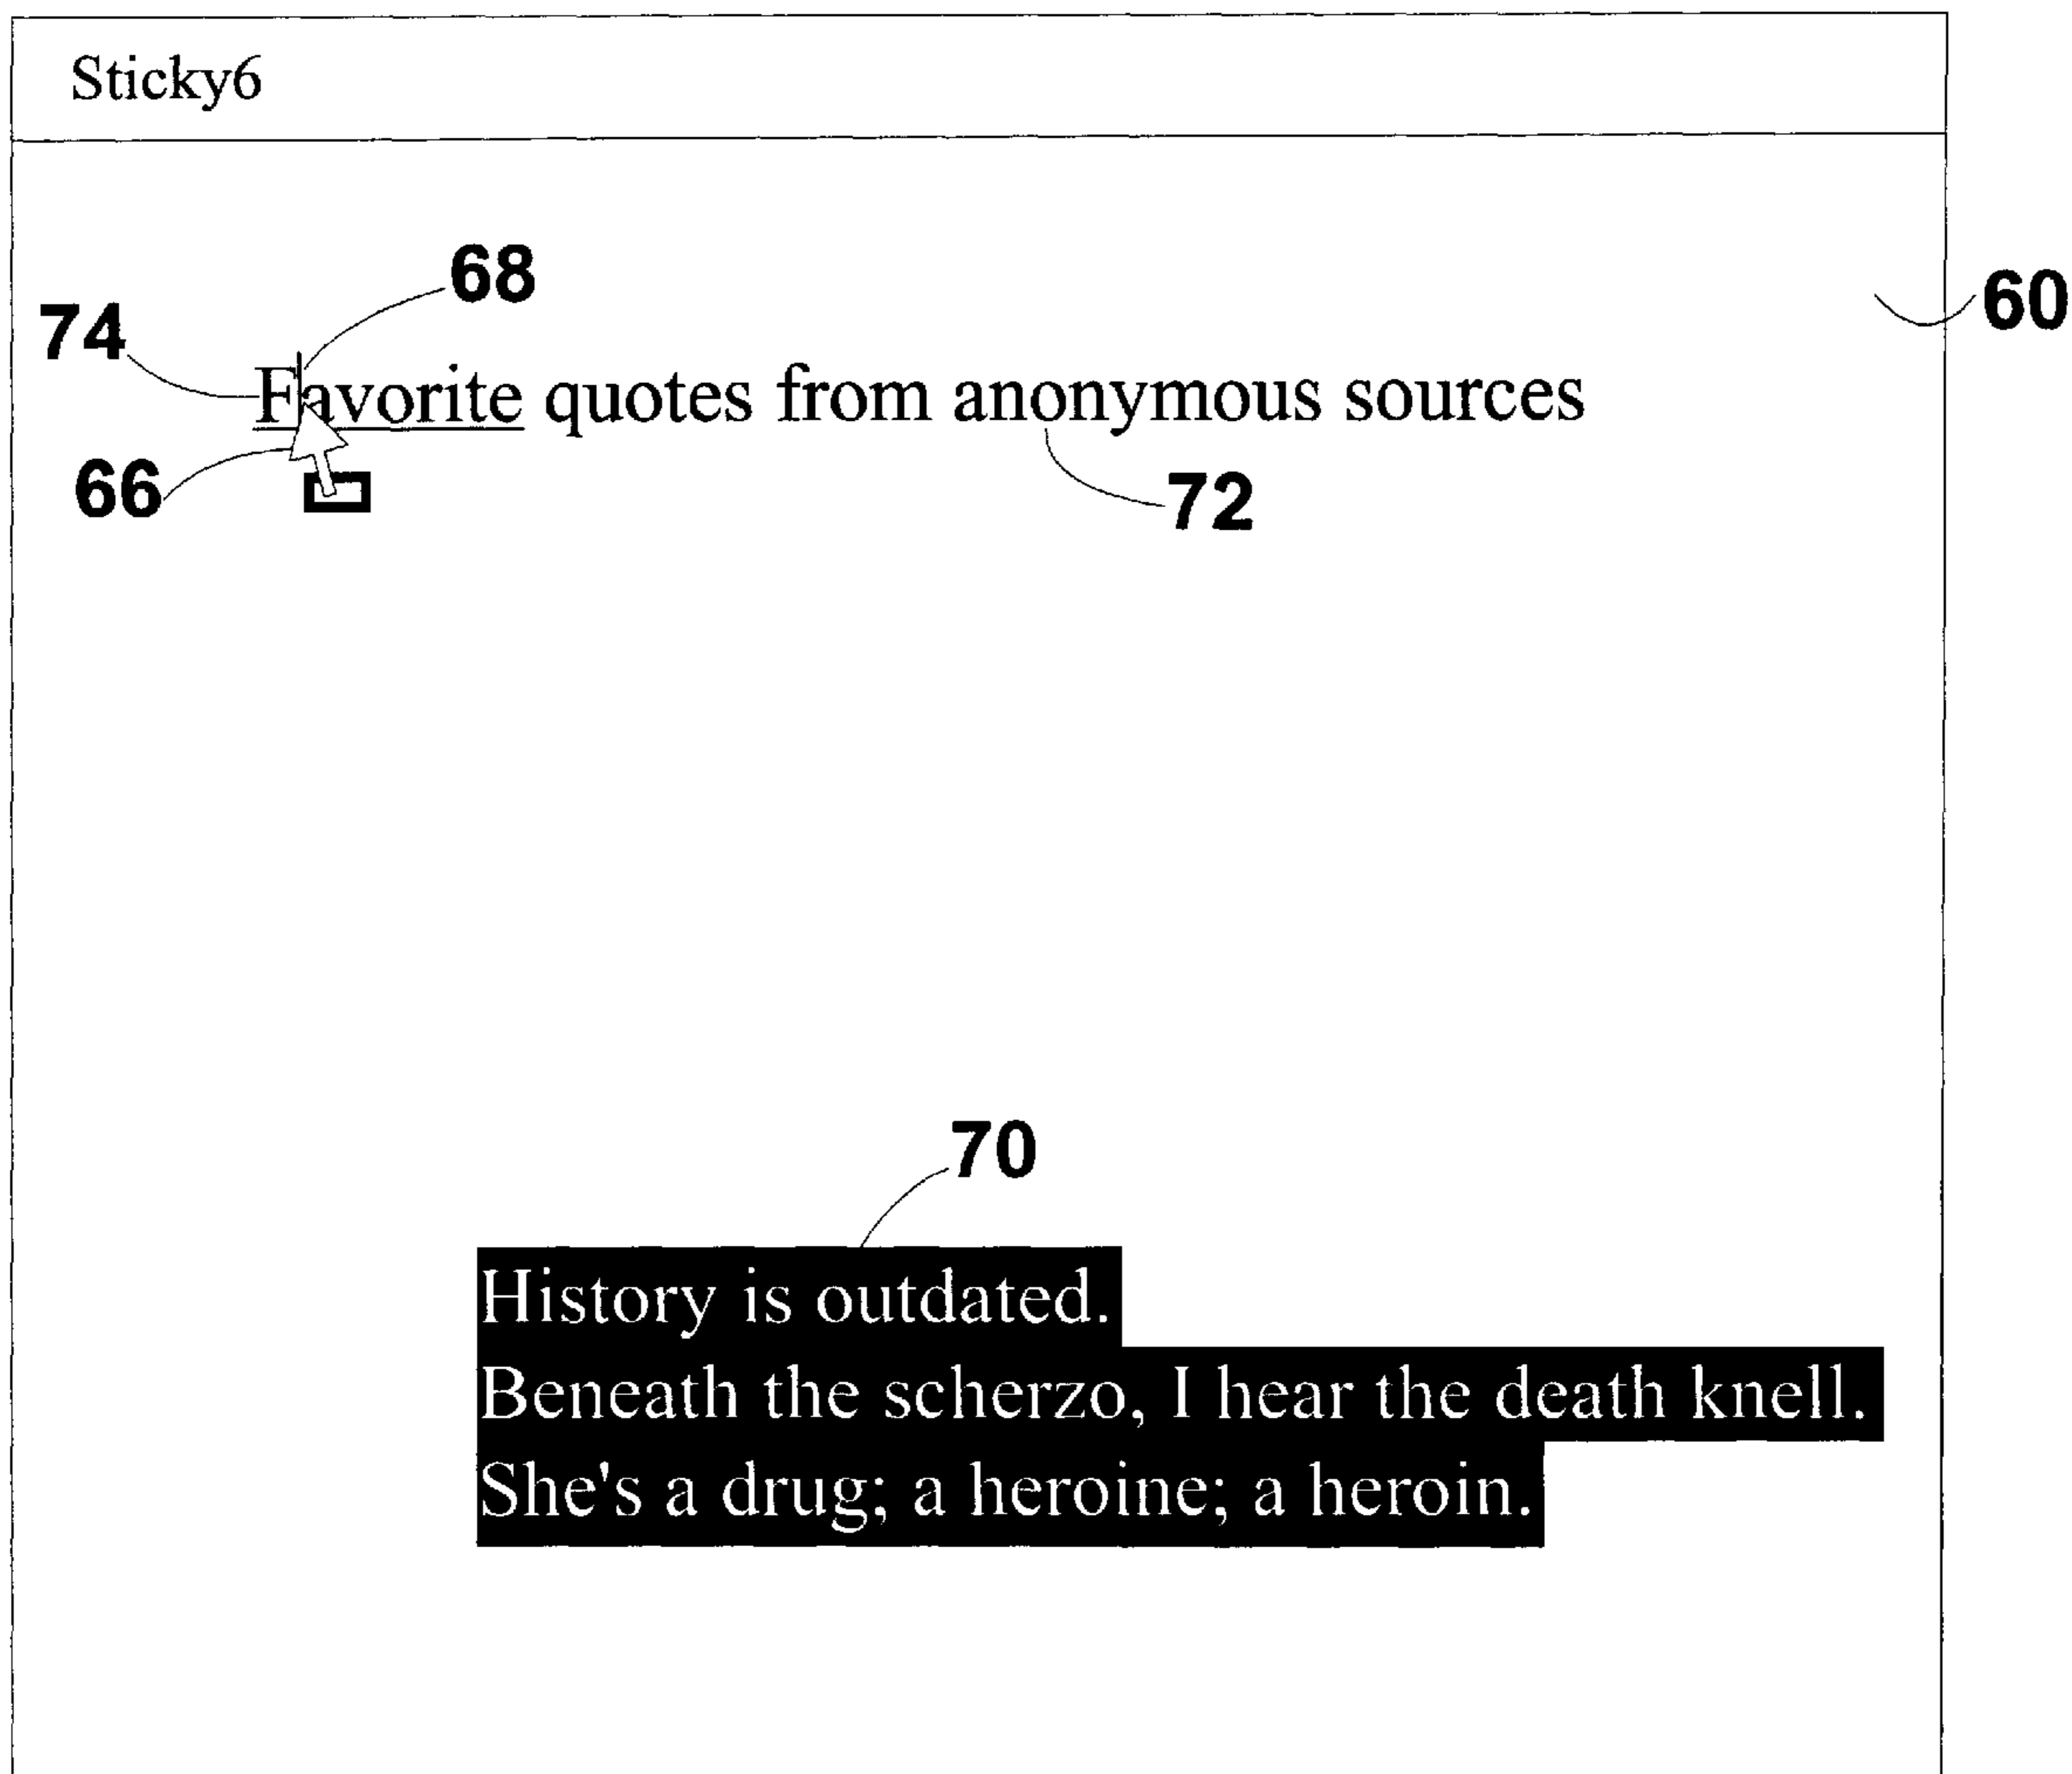 Sticky6
68
74
60
Favorite quotes from anonymous sources
66
72
70
History is outdated.
Beneath the scherzo, I hear the death knell.
She's a drug; a heroine; a heroin.